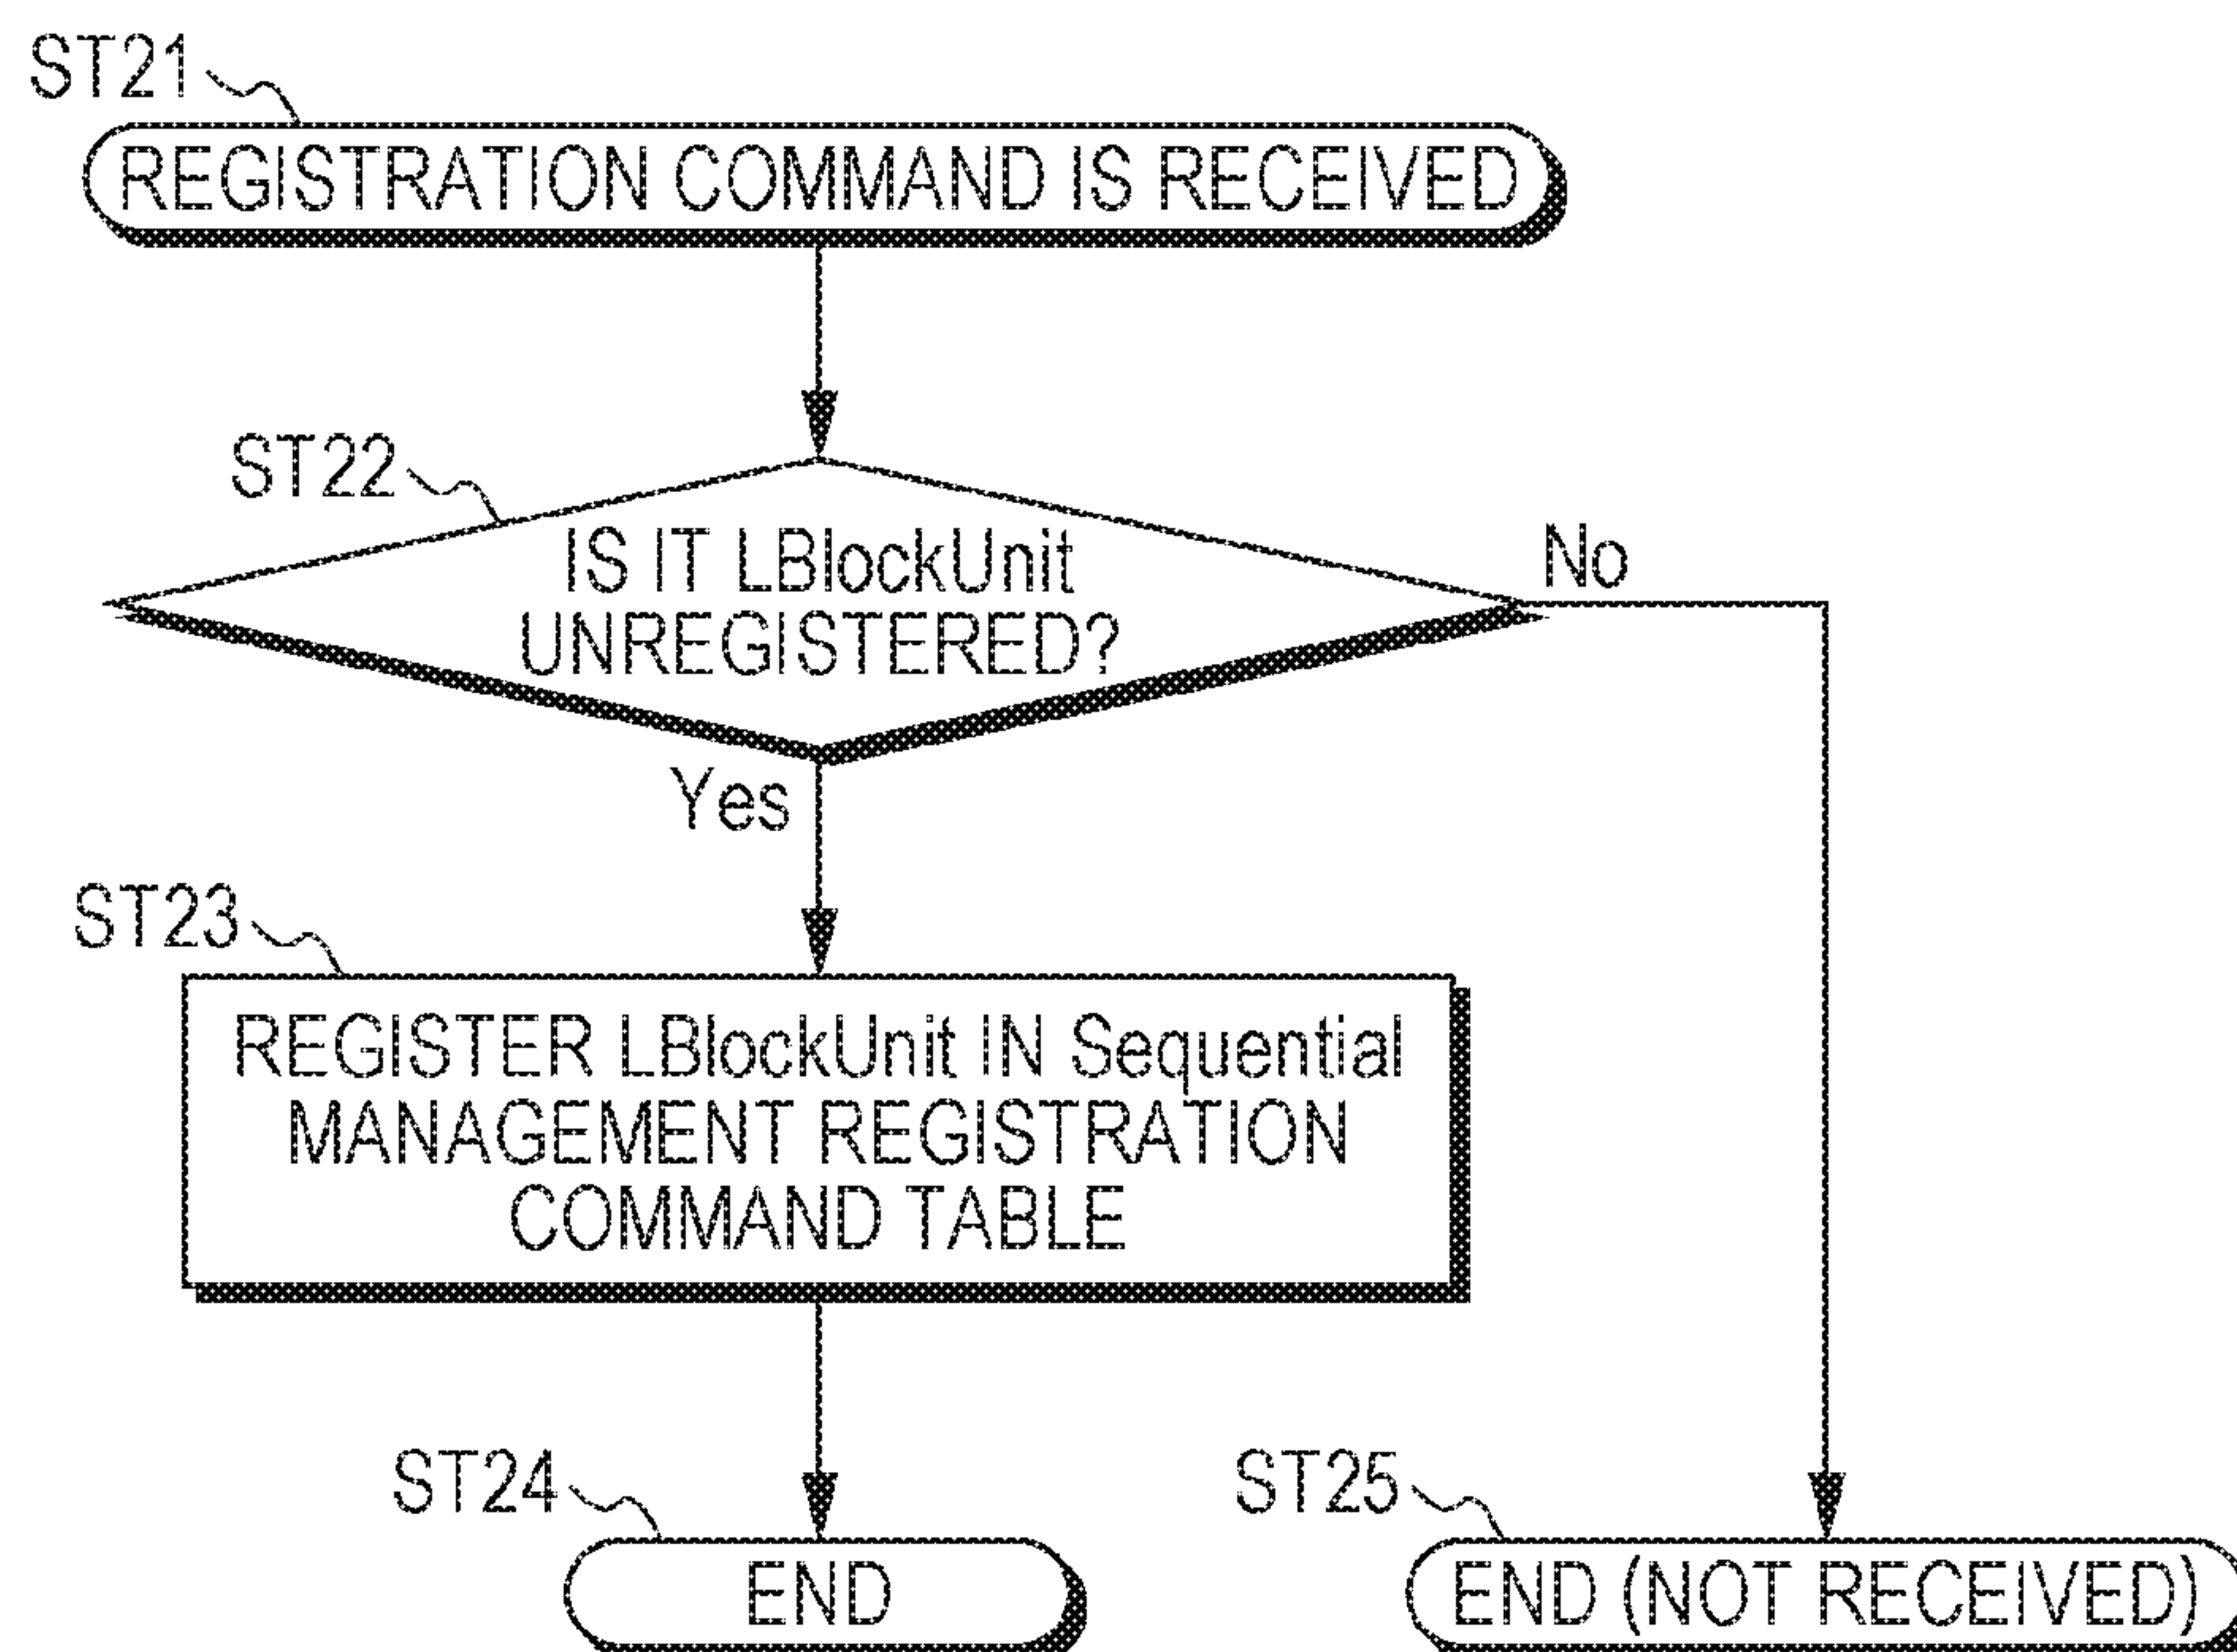 ST21
REGISTRATION COMMAND IS RECEIVED
ST22
IS IT LBlockUnit
UNREGISTERED?
No
Yes
ST23
REGISTER LBlockUnit IN Sequential
MANAGEMENT REGISTRATION
COMMAND TABLE
ST24
END
ST25
END (NOT RECEIVED)